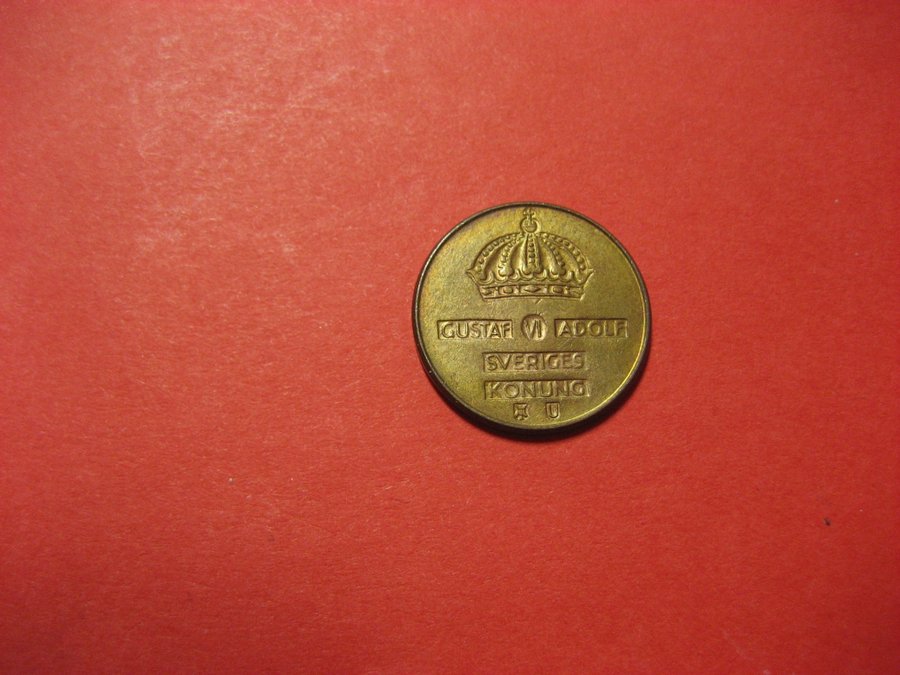 GUSTAF VI ADOLF
SVERIGES
KONUNG
U